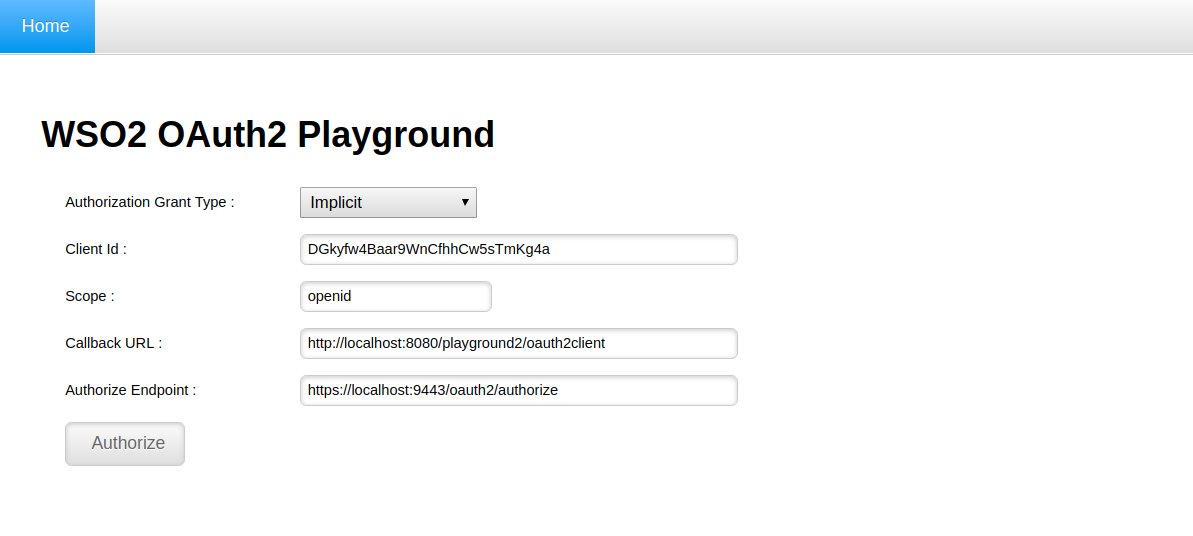 Home
WSO2 OAuth2 Playground
Authorization Grant Type : Implicit
Client Id : DGkyfw4Baar9WnCfhhCw5sTmKg4a
Scope : openid
Callback URL : http://localhost:8080/playground2/oauth2client
Authorize Endpoint : https://localhost:9443/oauth2/authorize
Authorize